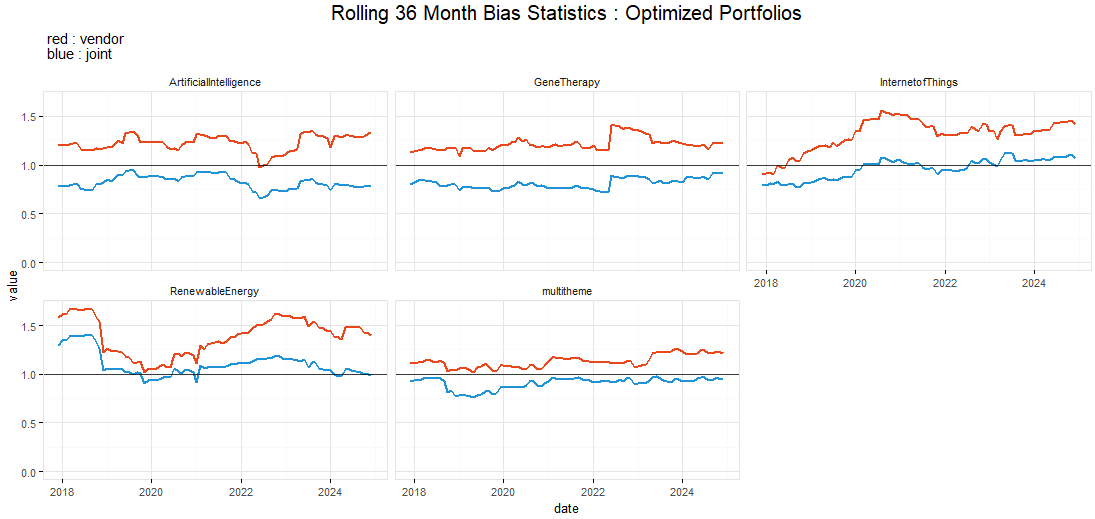 Rolling 36 Month Bias Statistics : Optimized Portfolios
red : vendor
blue : joint
ArtificialIntelligence
GeneTherapy
InternetofThings
1.5
1.0
0.5
0.0
2018
2020
2022
2024
RenewableEnergy
multitheme
1.5
1.0
0.5
0.0
2018
2020
2022
2024
2018
2020
2022
2024
value
date